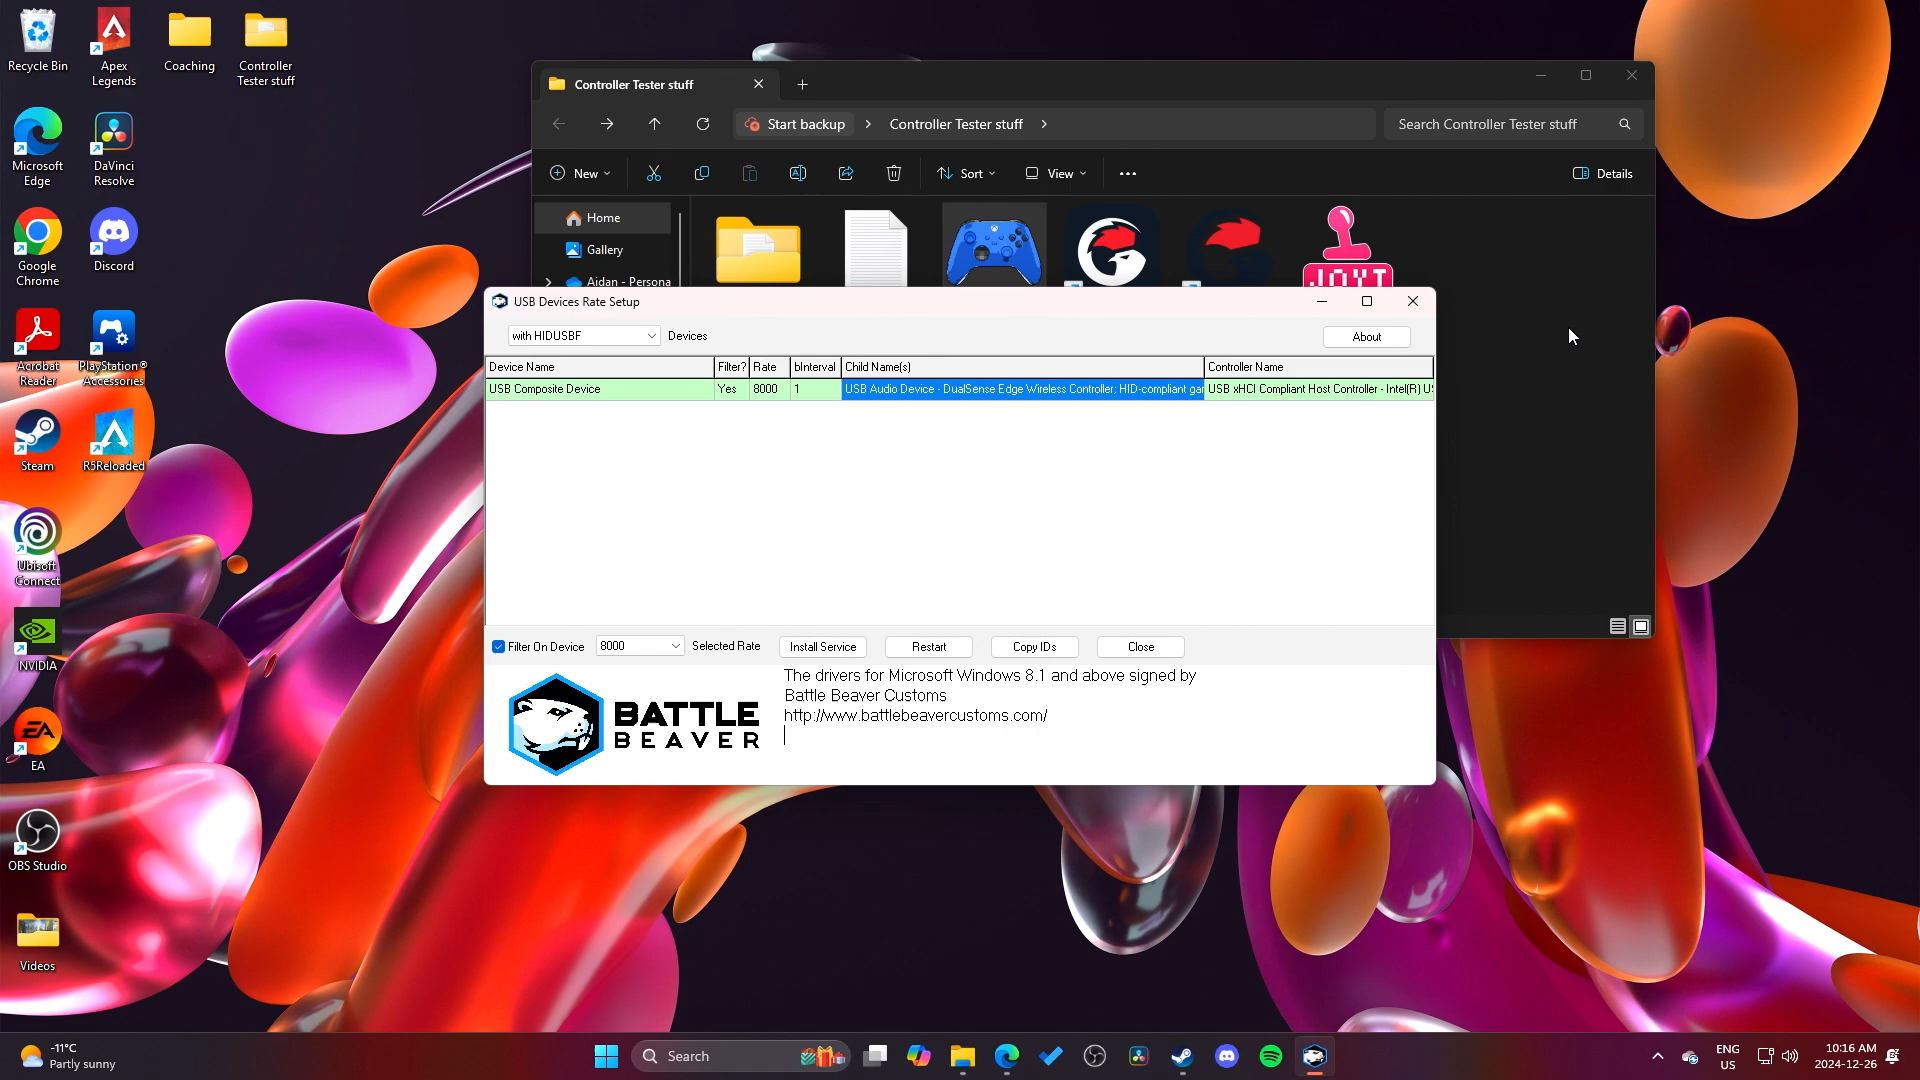 Recycle Bin
Apex
Legends
Coaching
Controller
Tester stuff
Microsoft
Edge
DaVinci
Resolve
Google
Chrome
Discord
Acrobat
Reader
PlayStation®
Accessories
Steam
R5Reloaded
Ubisoft
Connect
NVIDIA
EA
OBS Studio
Videos
Controller Tester stuff
Start backup
Controller Tester stuff
Search Controller Tester stuff
New
Sort
View
Details
Home
Gallery
Aidan - Persona
JOYT
USB Devices Rate Setup
with HIDUSBF
Devices
About
Device Name
Filter?
Rate
bInterval
Child Name(s)
Controller Name
USB Composite Device
Yes
8000
1
USB Audio Device - DualSense Edge Wireless Controller; HID-compliant gar
USB xHCI Compliant Host Controller - Intel(R) U
Filter On Device
8000
Selected Rate
Install Service
Restart
Copy IDs
Close
The drivers for Microsoft Windows 8.1 and above signed by
Battle Beaver Customs
http://www.battlebeavercustoms.com/
BATTLE
BEAVER
-11°C
Partly sunny
Search
ENG
US
10:16 AM
2024-12-26